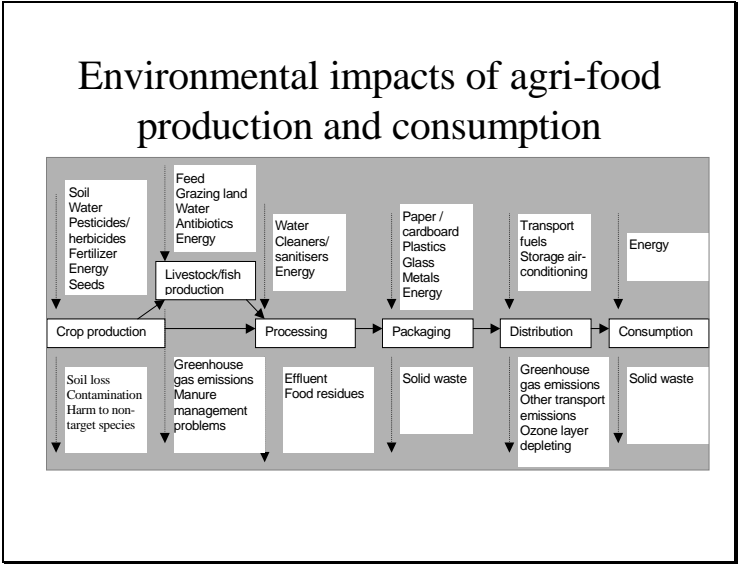 Environmental impacts of agri-food
production and consumption
Soil
Water
Pesticides/
herbicides
Fertilizer
Energy
Seeds
Feed
Grazing land
Water
Antibiotics
Energy
Water
Cleaners/
sanitisers
Energy
Paper /
cardboard
Plastics
Glass
Metals
Energy
Transport
fuels
Storage air-
conditioning
Energy
Livestock/fish
production
Crop production
Processing
Packaging
Distribution
Consumption
Soil loss
Contamination
Harm to non-
target species
Greenhouse
gas emissions
Manure
management
problems
Effluent
Food residues
Solid waste
Greenhouse
gas emissions
Other transport
emissions
Ozone layer
depleting
Solid waste